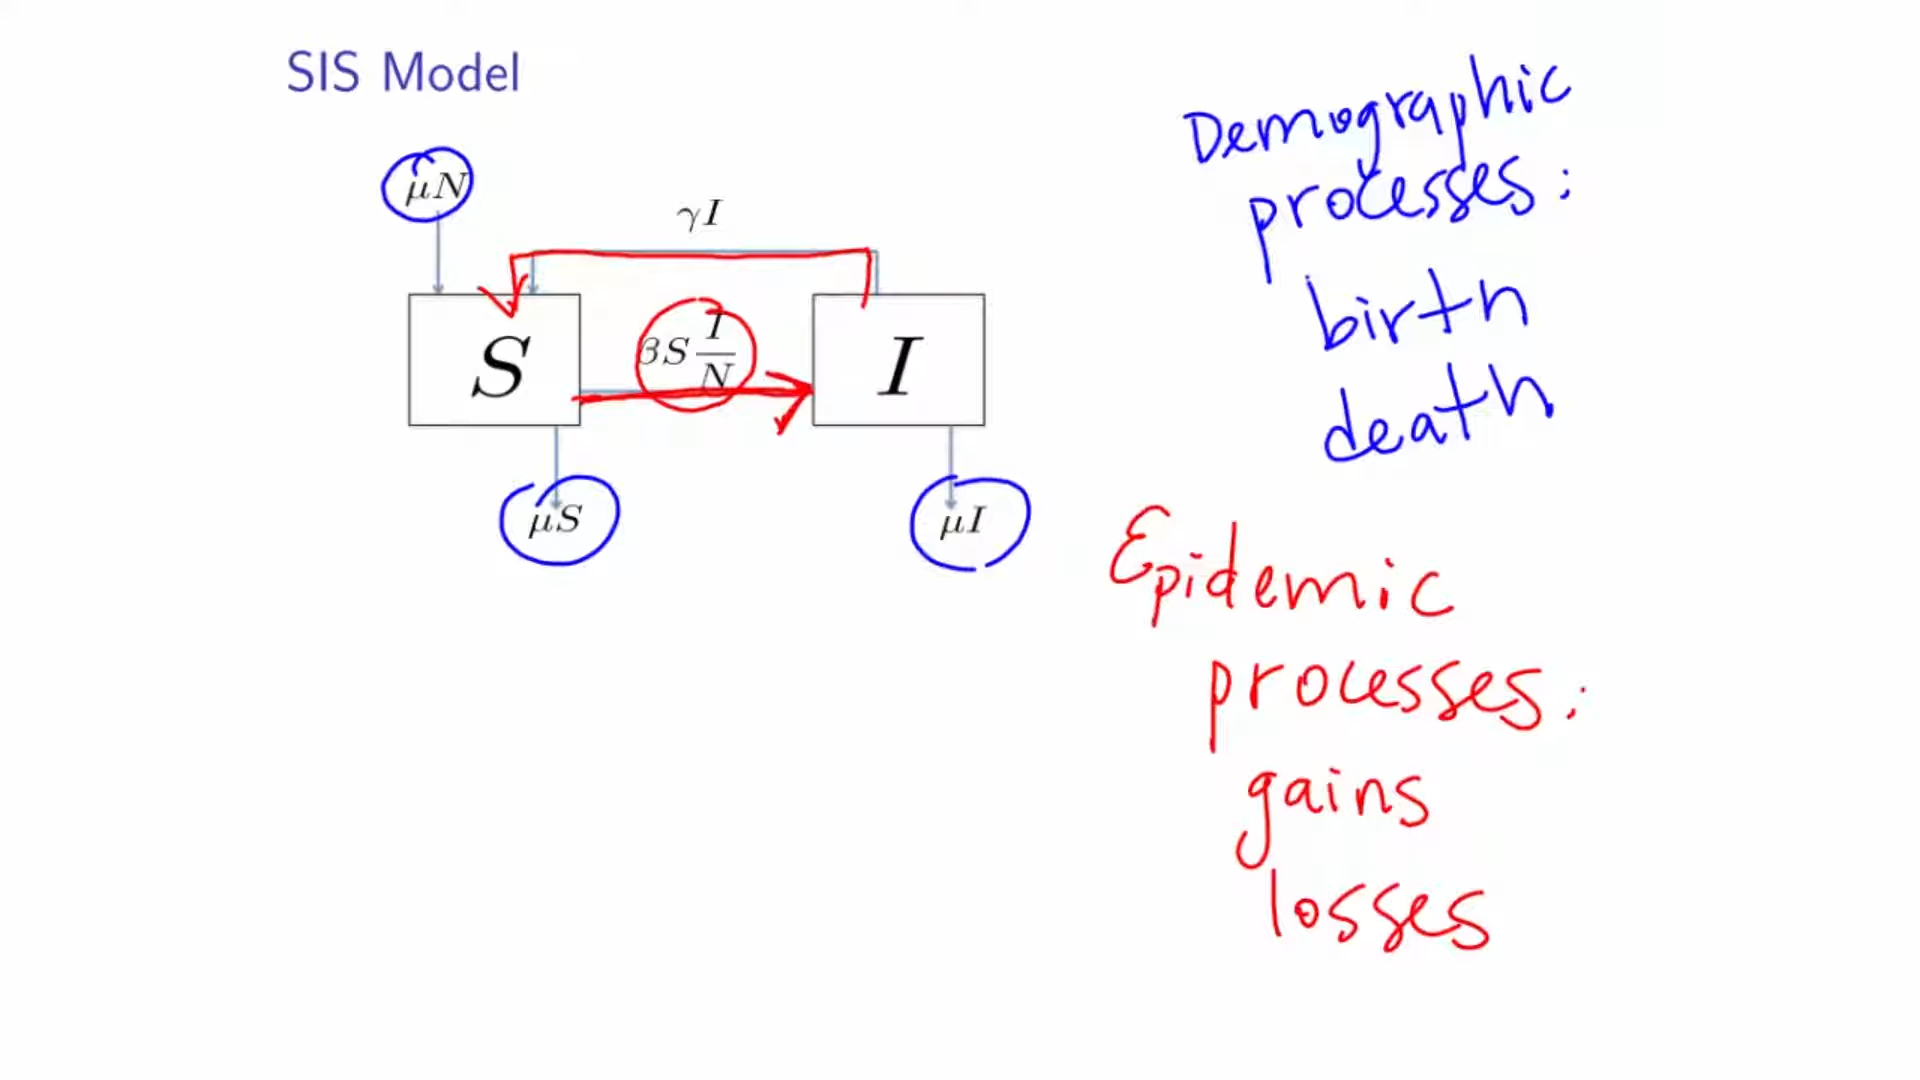 SIS Model
μN
γI
S
βS I/N
I
μS
μI
Demographic
processes:
birth
death
Epidemic
processes:
gains
losses